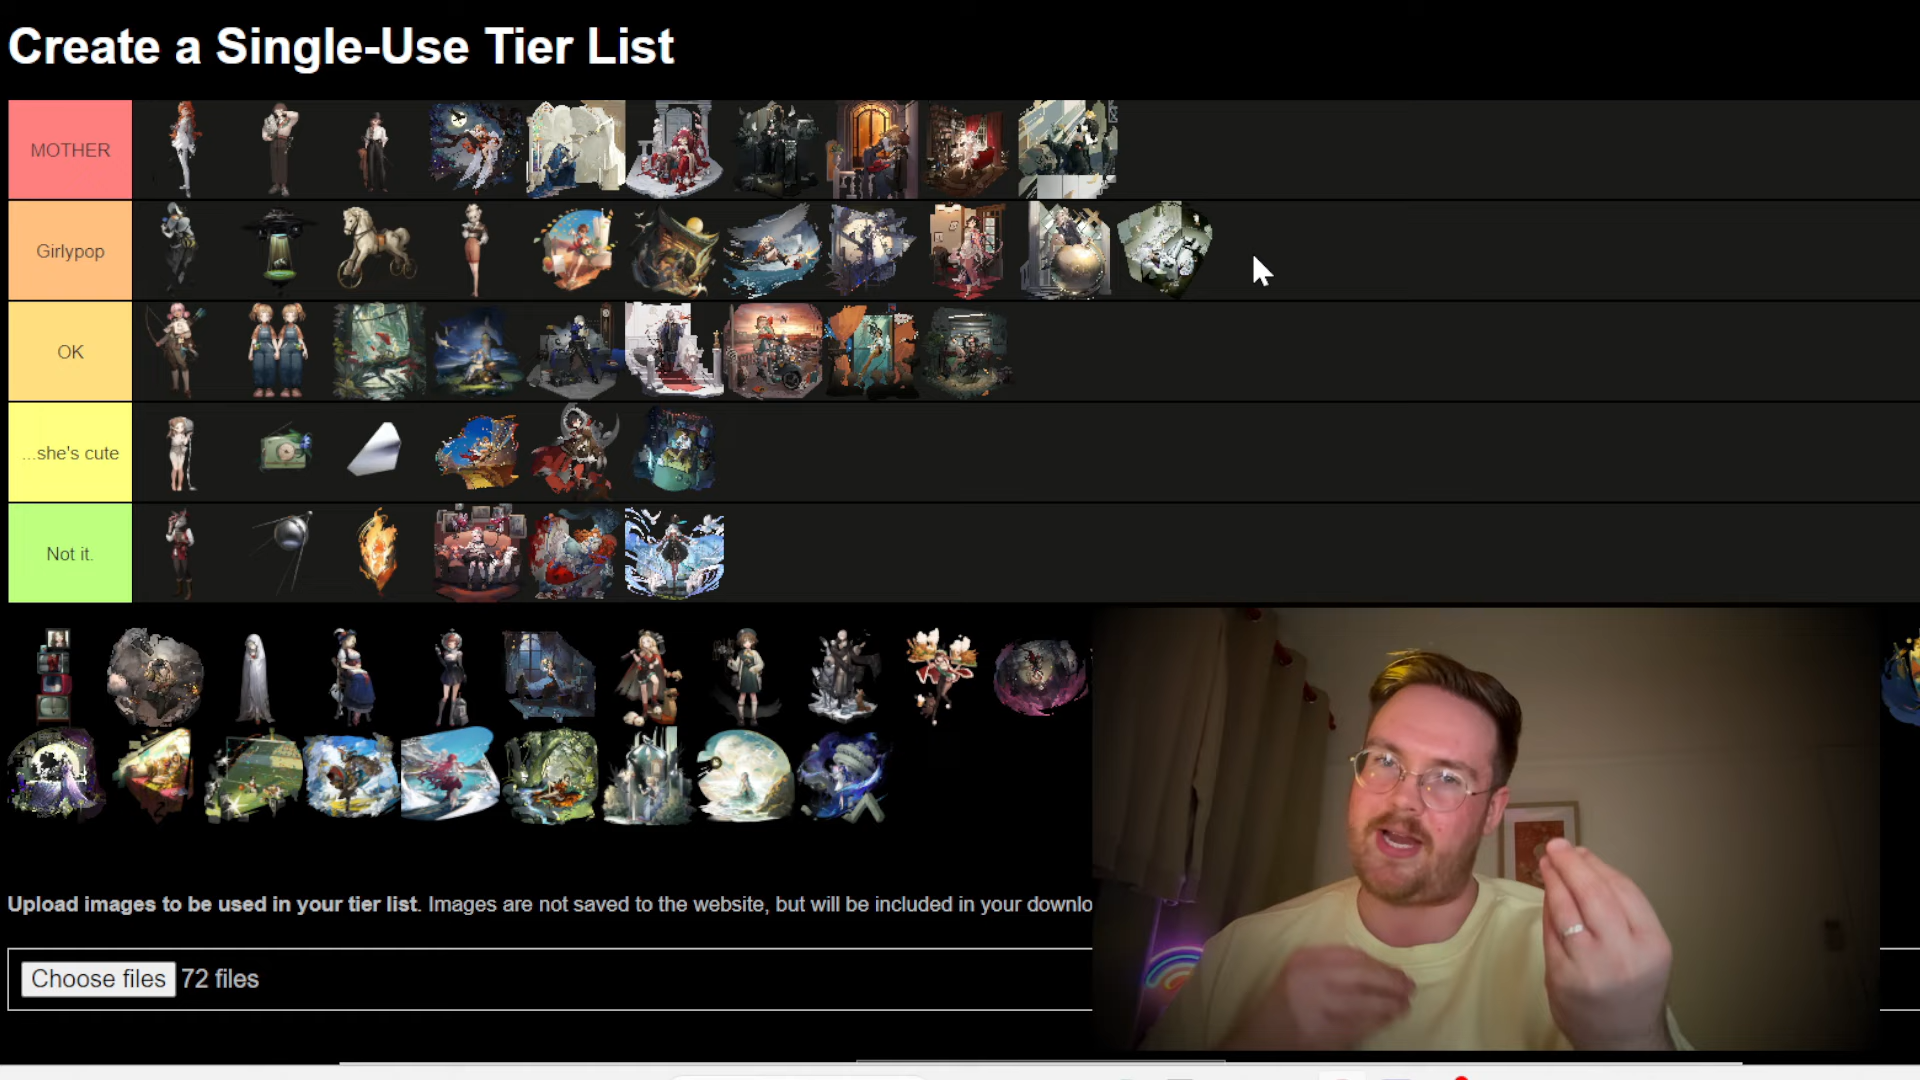 Create a Single-Use Tier List
MOTHER
Girlypop
OK
...she's cute
Not it.
Upload images to be used in your tier list. Images are not saved to the website, but will be included in your downlo
Choose files 72 files